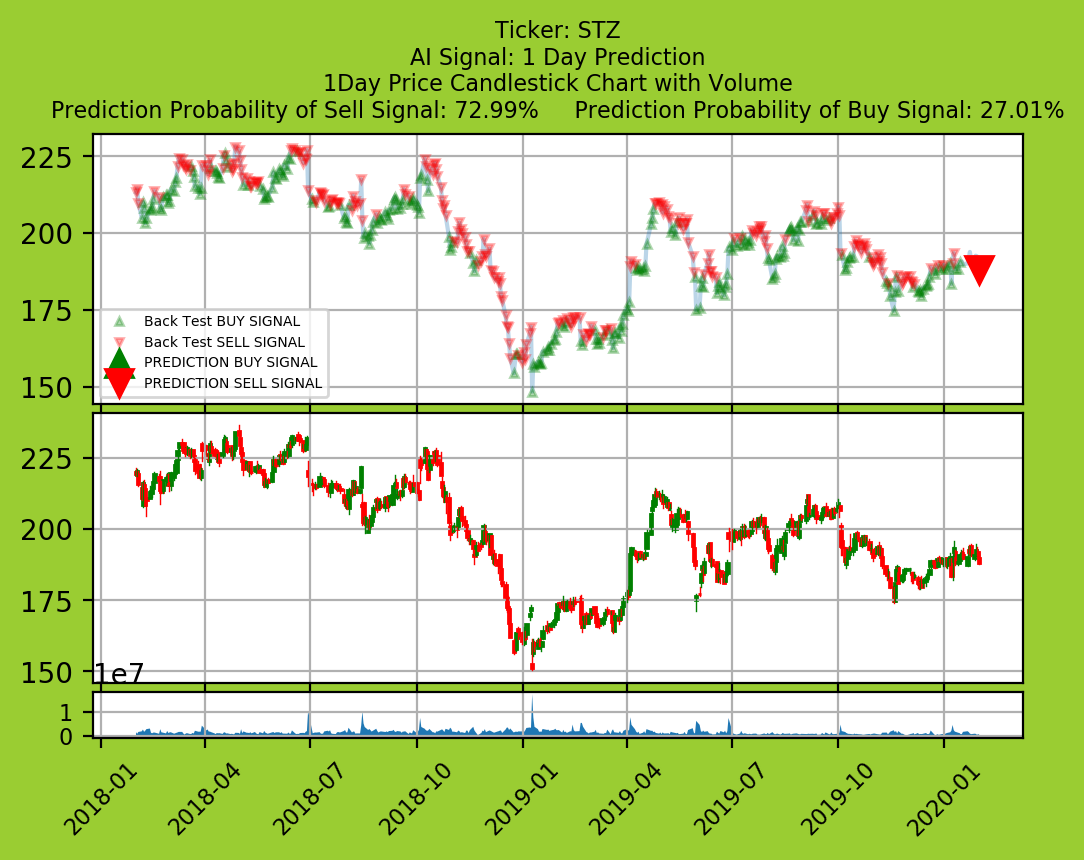 Ticker: STZ
AI Signal: 1 Day Prediction
1Day Price Candlestick Chart with Volume
Prediction Probability of Sell Signal: 72.99%     Prediction Probability of Buy Signal: 27.01%
225
200
175
150
Back Test BUY SIGNAL
Back Test SELL SIGNAL
PREDICTION BUY SIGNAL
PREDICTION SELL SIGNAL
225
200
175
150
1e7
1
0
2018-01
2018-04
2018-07
2018-10
2019-01
2019-04
2019-07
2019-10
2020-01